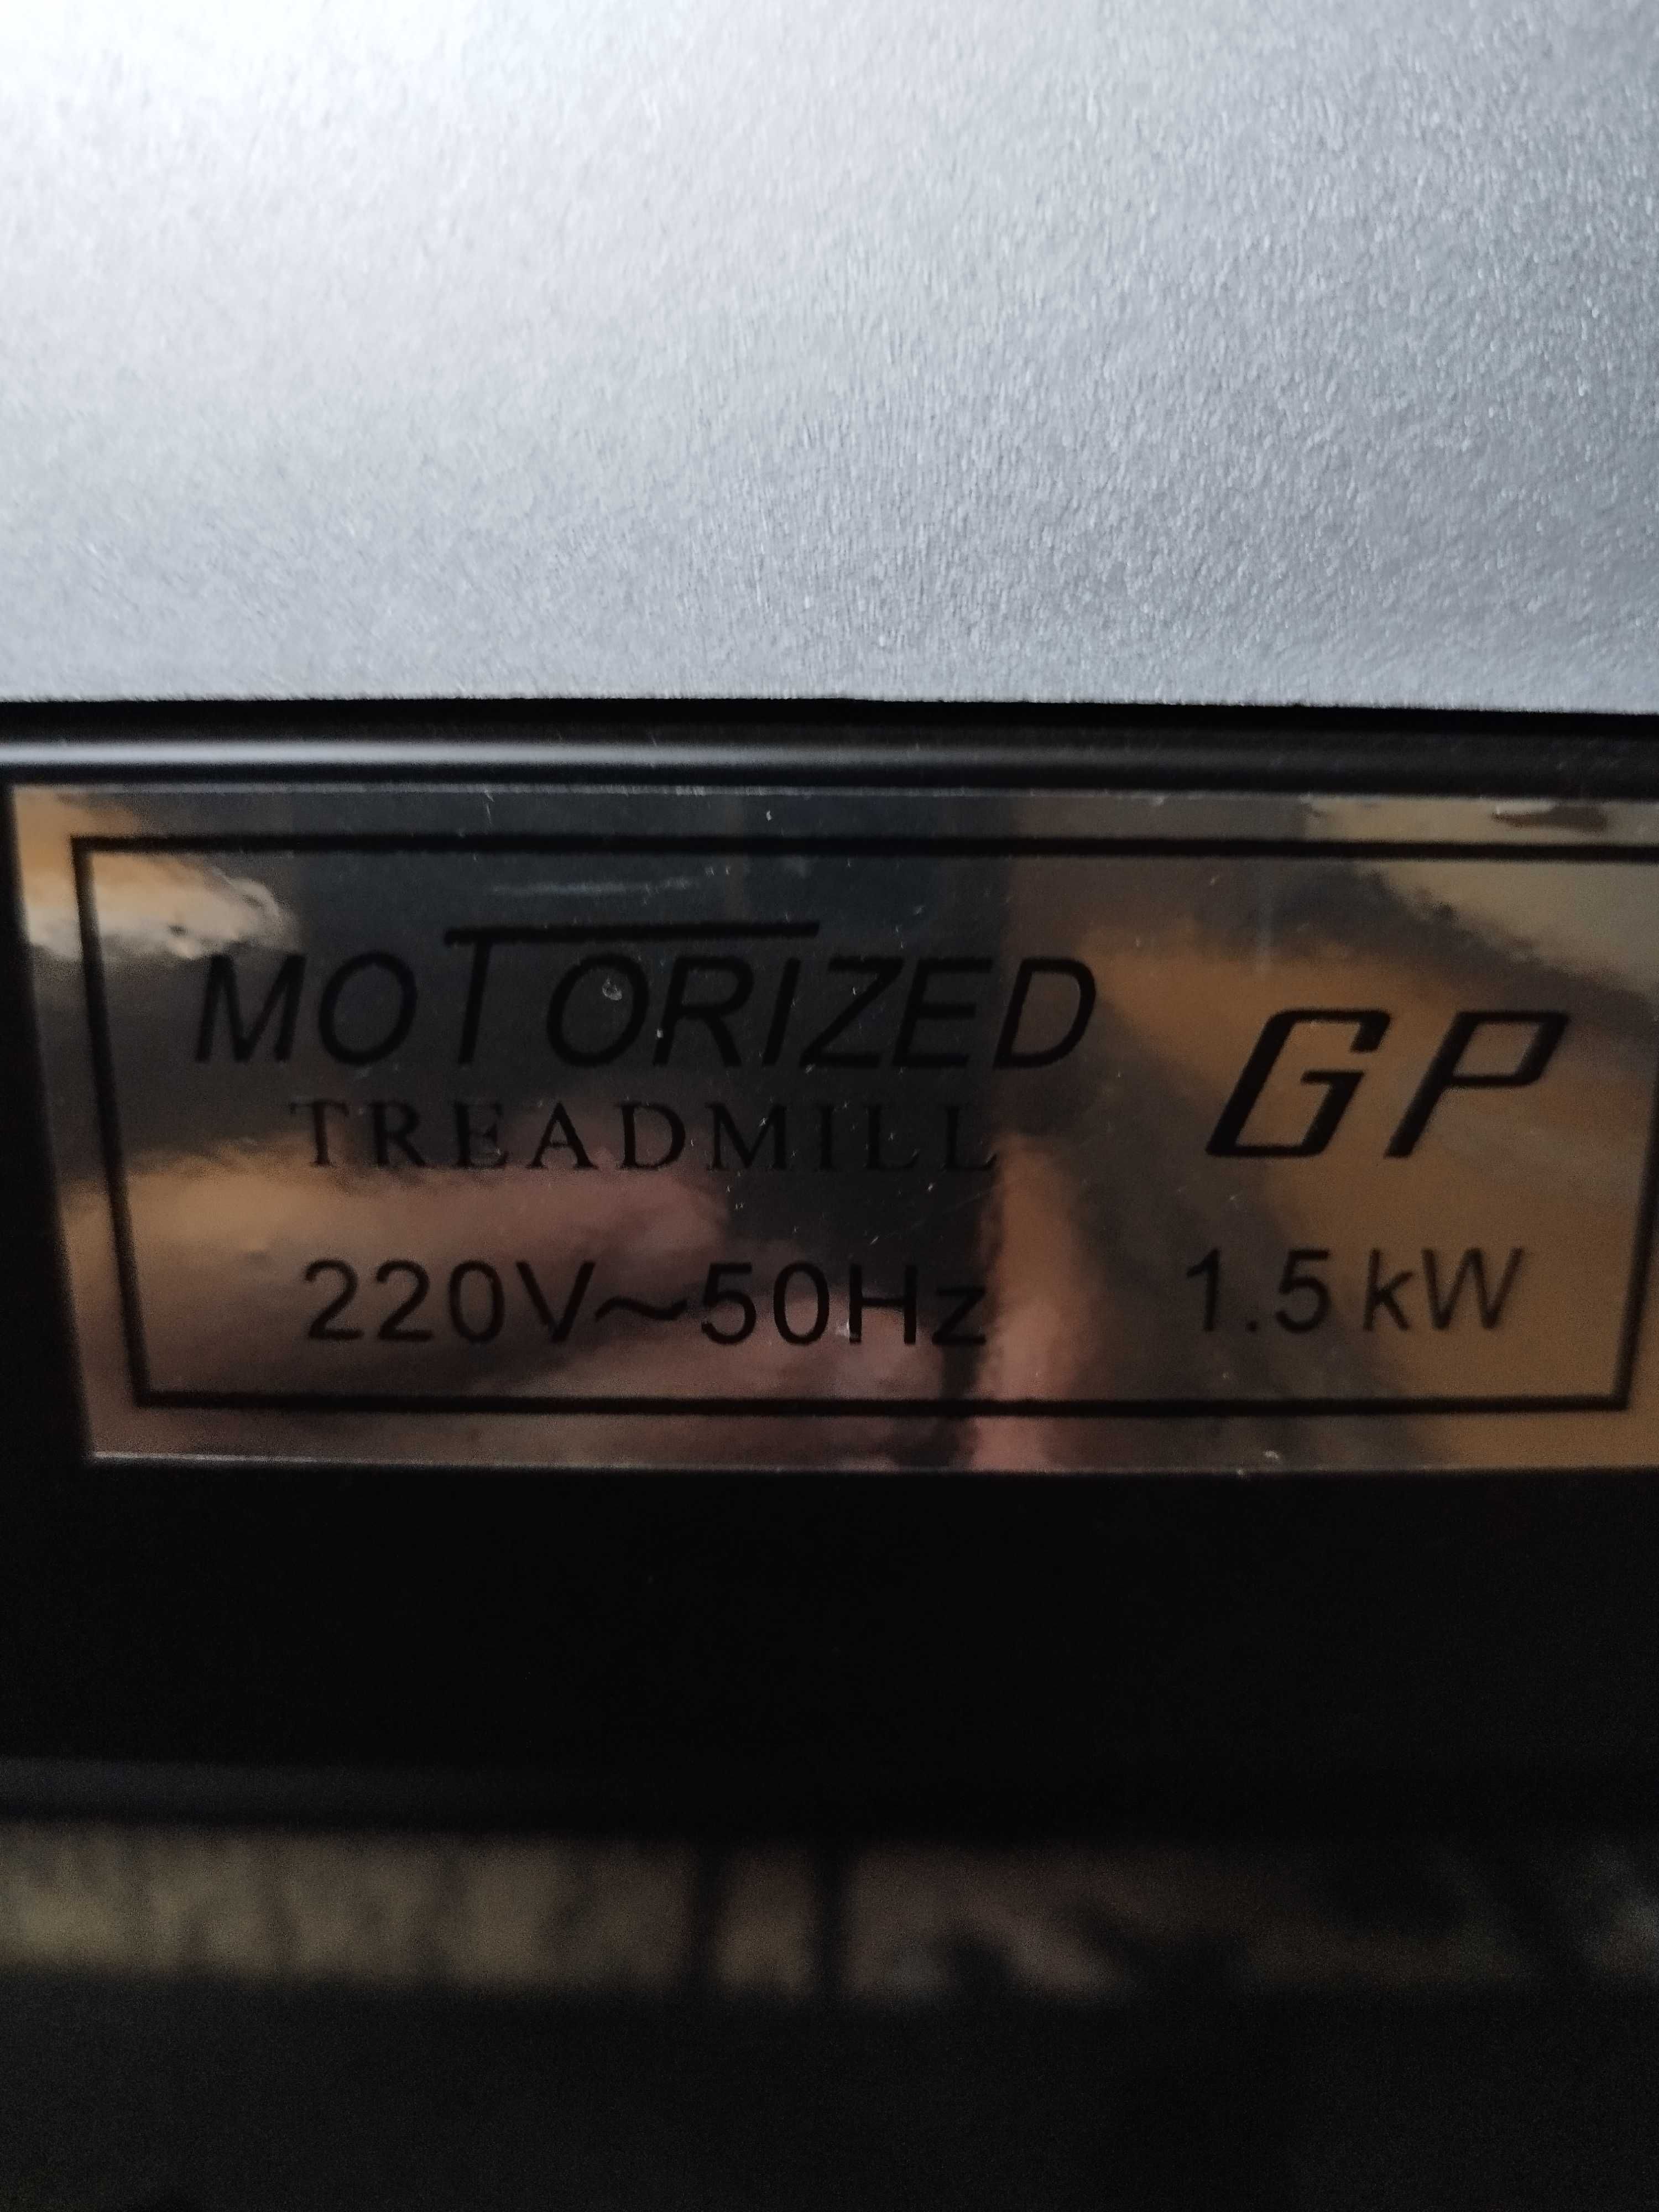 MOTORIZED GP
TREADMILL
220V~50Hz 1.5kW